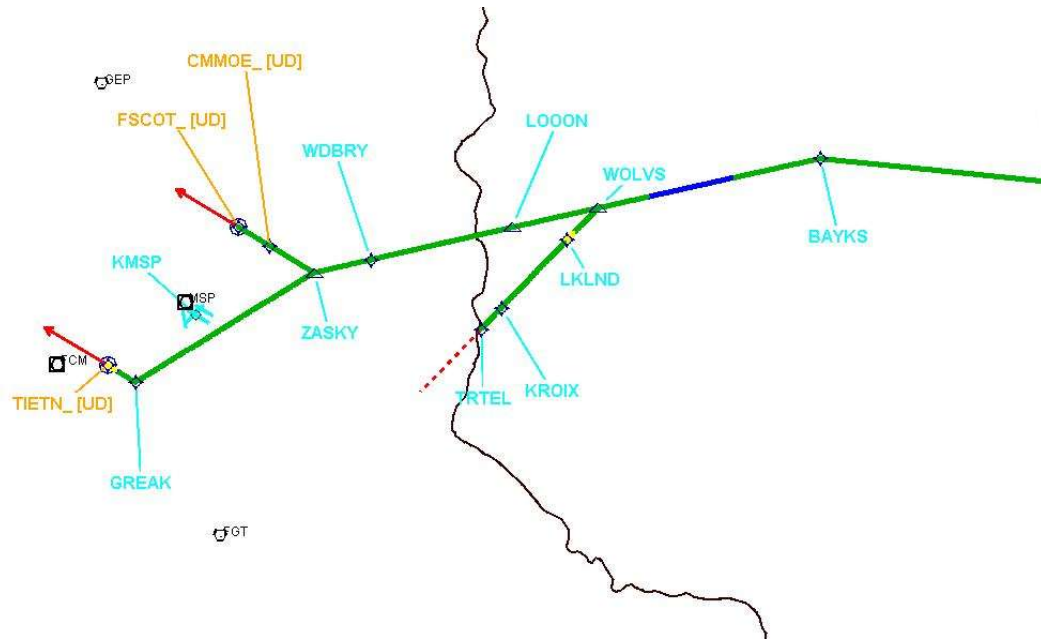 CMMOE_ [UD]
GEP
FSCOT_ [UD]
LOOON
WDBRY
WOLVS
BAYKS
KMSP
LKLND
MSP
ZASKY
FCM
TRTEL
KROIX
TIETN_ [UD]
GREAK
FGT